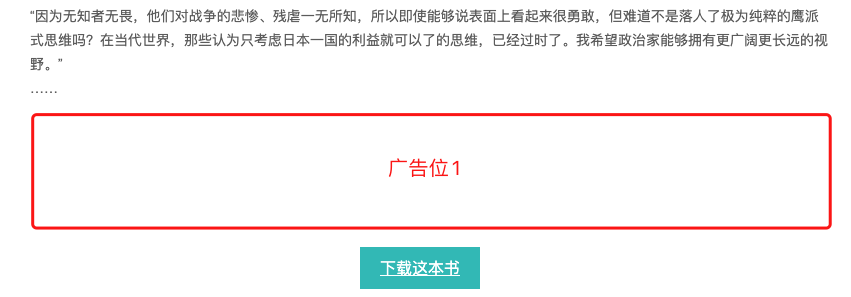 “因为无知者无畏，他们对战争的悲惨、残虐一无所知，所以即使能够说表面上看起来很勇敢，但难道不是落人了极为纯粹的鹰派
式思维吗？在当代世界，那些认为只考虑日本一国的利益就可以了的思维，已经过时了。我希望政治家能够拥有更广阔更长远的视
野。”
……
广告位1
下载这本书